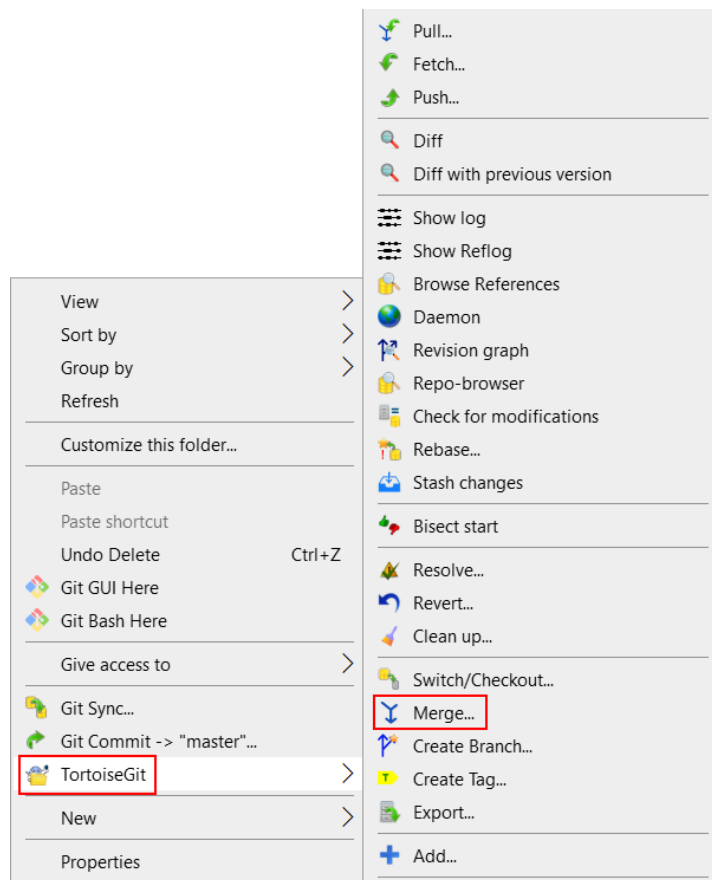 View
Sort by
Group by
Refresh
Customize this folder...
Paste
Paste shortcut
Undo Delete Ctrl+Z
Git GUI Here
Git Bash Here
Give access to
Git Sync...
Git Commit -> "master"...
TortoiseGit
New
Properties
Pull...
Fetch...
Push...
Diff
Diff with previous version
Show log
Show Reflog
Browse References
Daemon
Revision graph
Repo-browser
Check for modifications
Rebase...
Stash changes
Bisect start
Resolve...
Revert...
Clean up...
Switch/Checkout...
Merge...
Create Branch...
Create Tag...
Export...
Add...